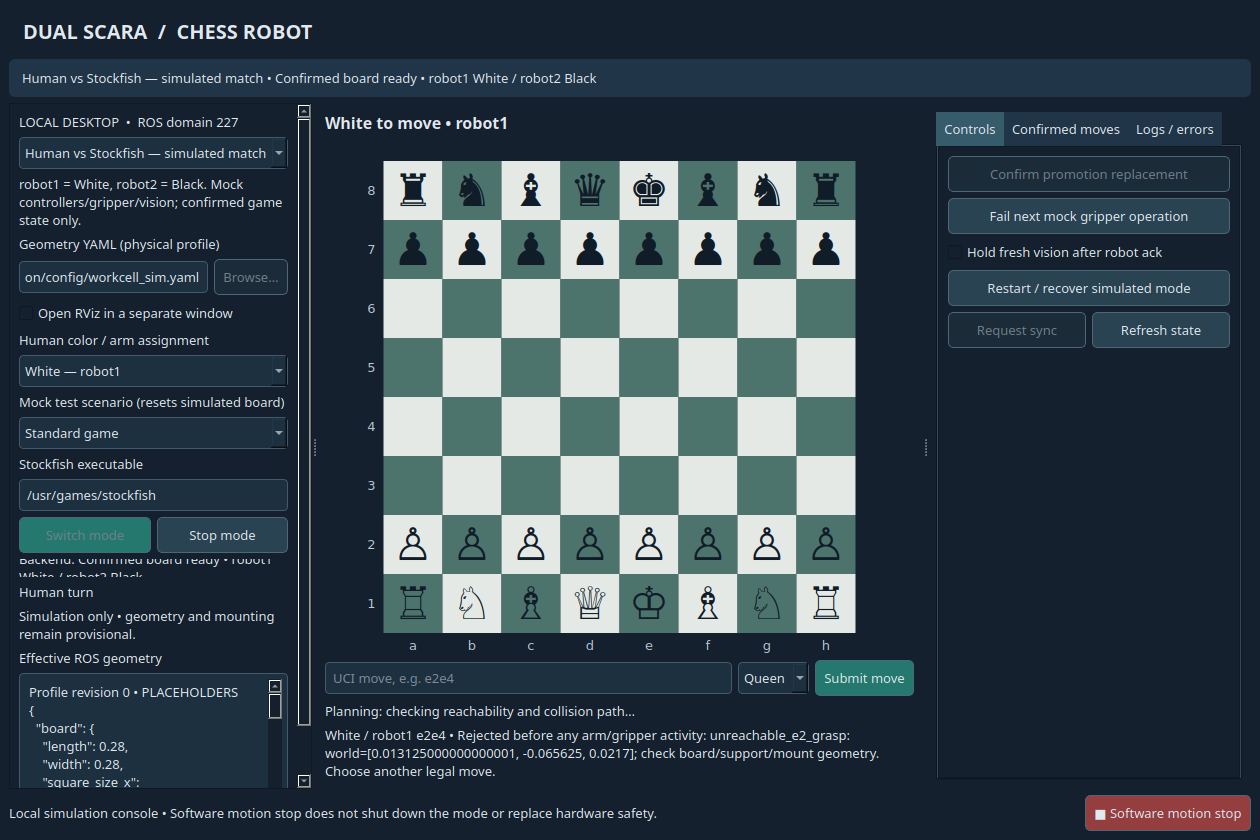 DUAL SCARA / CHESS ROBOT
Human vs Stockfish — simulated match • Confirmed board ready • robot1 White / robot2 Black
LOCAL DESKTOP • ROS domain 227
Human vs Stockfish — simulated match
robot1 = White, robot2 = Black. Mock
controllers/gripper/vision; confirmed game
state only.
Geometry YAML (physical profile)
on/config/workcell_sim.yaml
Browse...
Open RViz in a separate window
Human color / arm assignment
White — robot1
Mock test scenario (resets simulated board)
Standard game
Stockfish executable
/usr/games/stockfish
Switch mode
Stop mode
Backend: Confirmed board ready • robot1
White / robot2 Black
Human turn
Simulation only • geometry and mounting
remain provisional.
Effective ROS geometry
Profile revision 0 • PLACEHOLDERS
{
"board": {
"length": 0.28,
"width": 0.28,
"square_size_x":
White to move • robot1
8
7
6
5
4
3
2
1
a b c d e f g h
UCI move, e.g. e2e4
Queen
Submit move
Planning: checking reachability and collision path...
White / robot1 e2e4 • Rejected before any arm/gripper activity: unreachable_e2_grasp:
world=[0.013125000000000001, -0.065625, 0.0217]; check board/support/mount geometry.
Choose another legal move.
Controls
Confirmed moves
Logs / errors
Confirm promotion replacement
Fail next mock gripper operation
Hold fresh vision after robot ack
Restart / recover simulated mode
Request sync
Refresh state
Local simulation console • Software motion stop does not shut down the mode or replace hardware safety.
Software motion stop